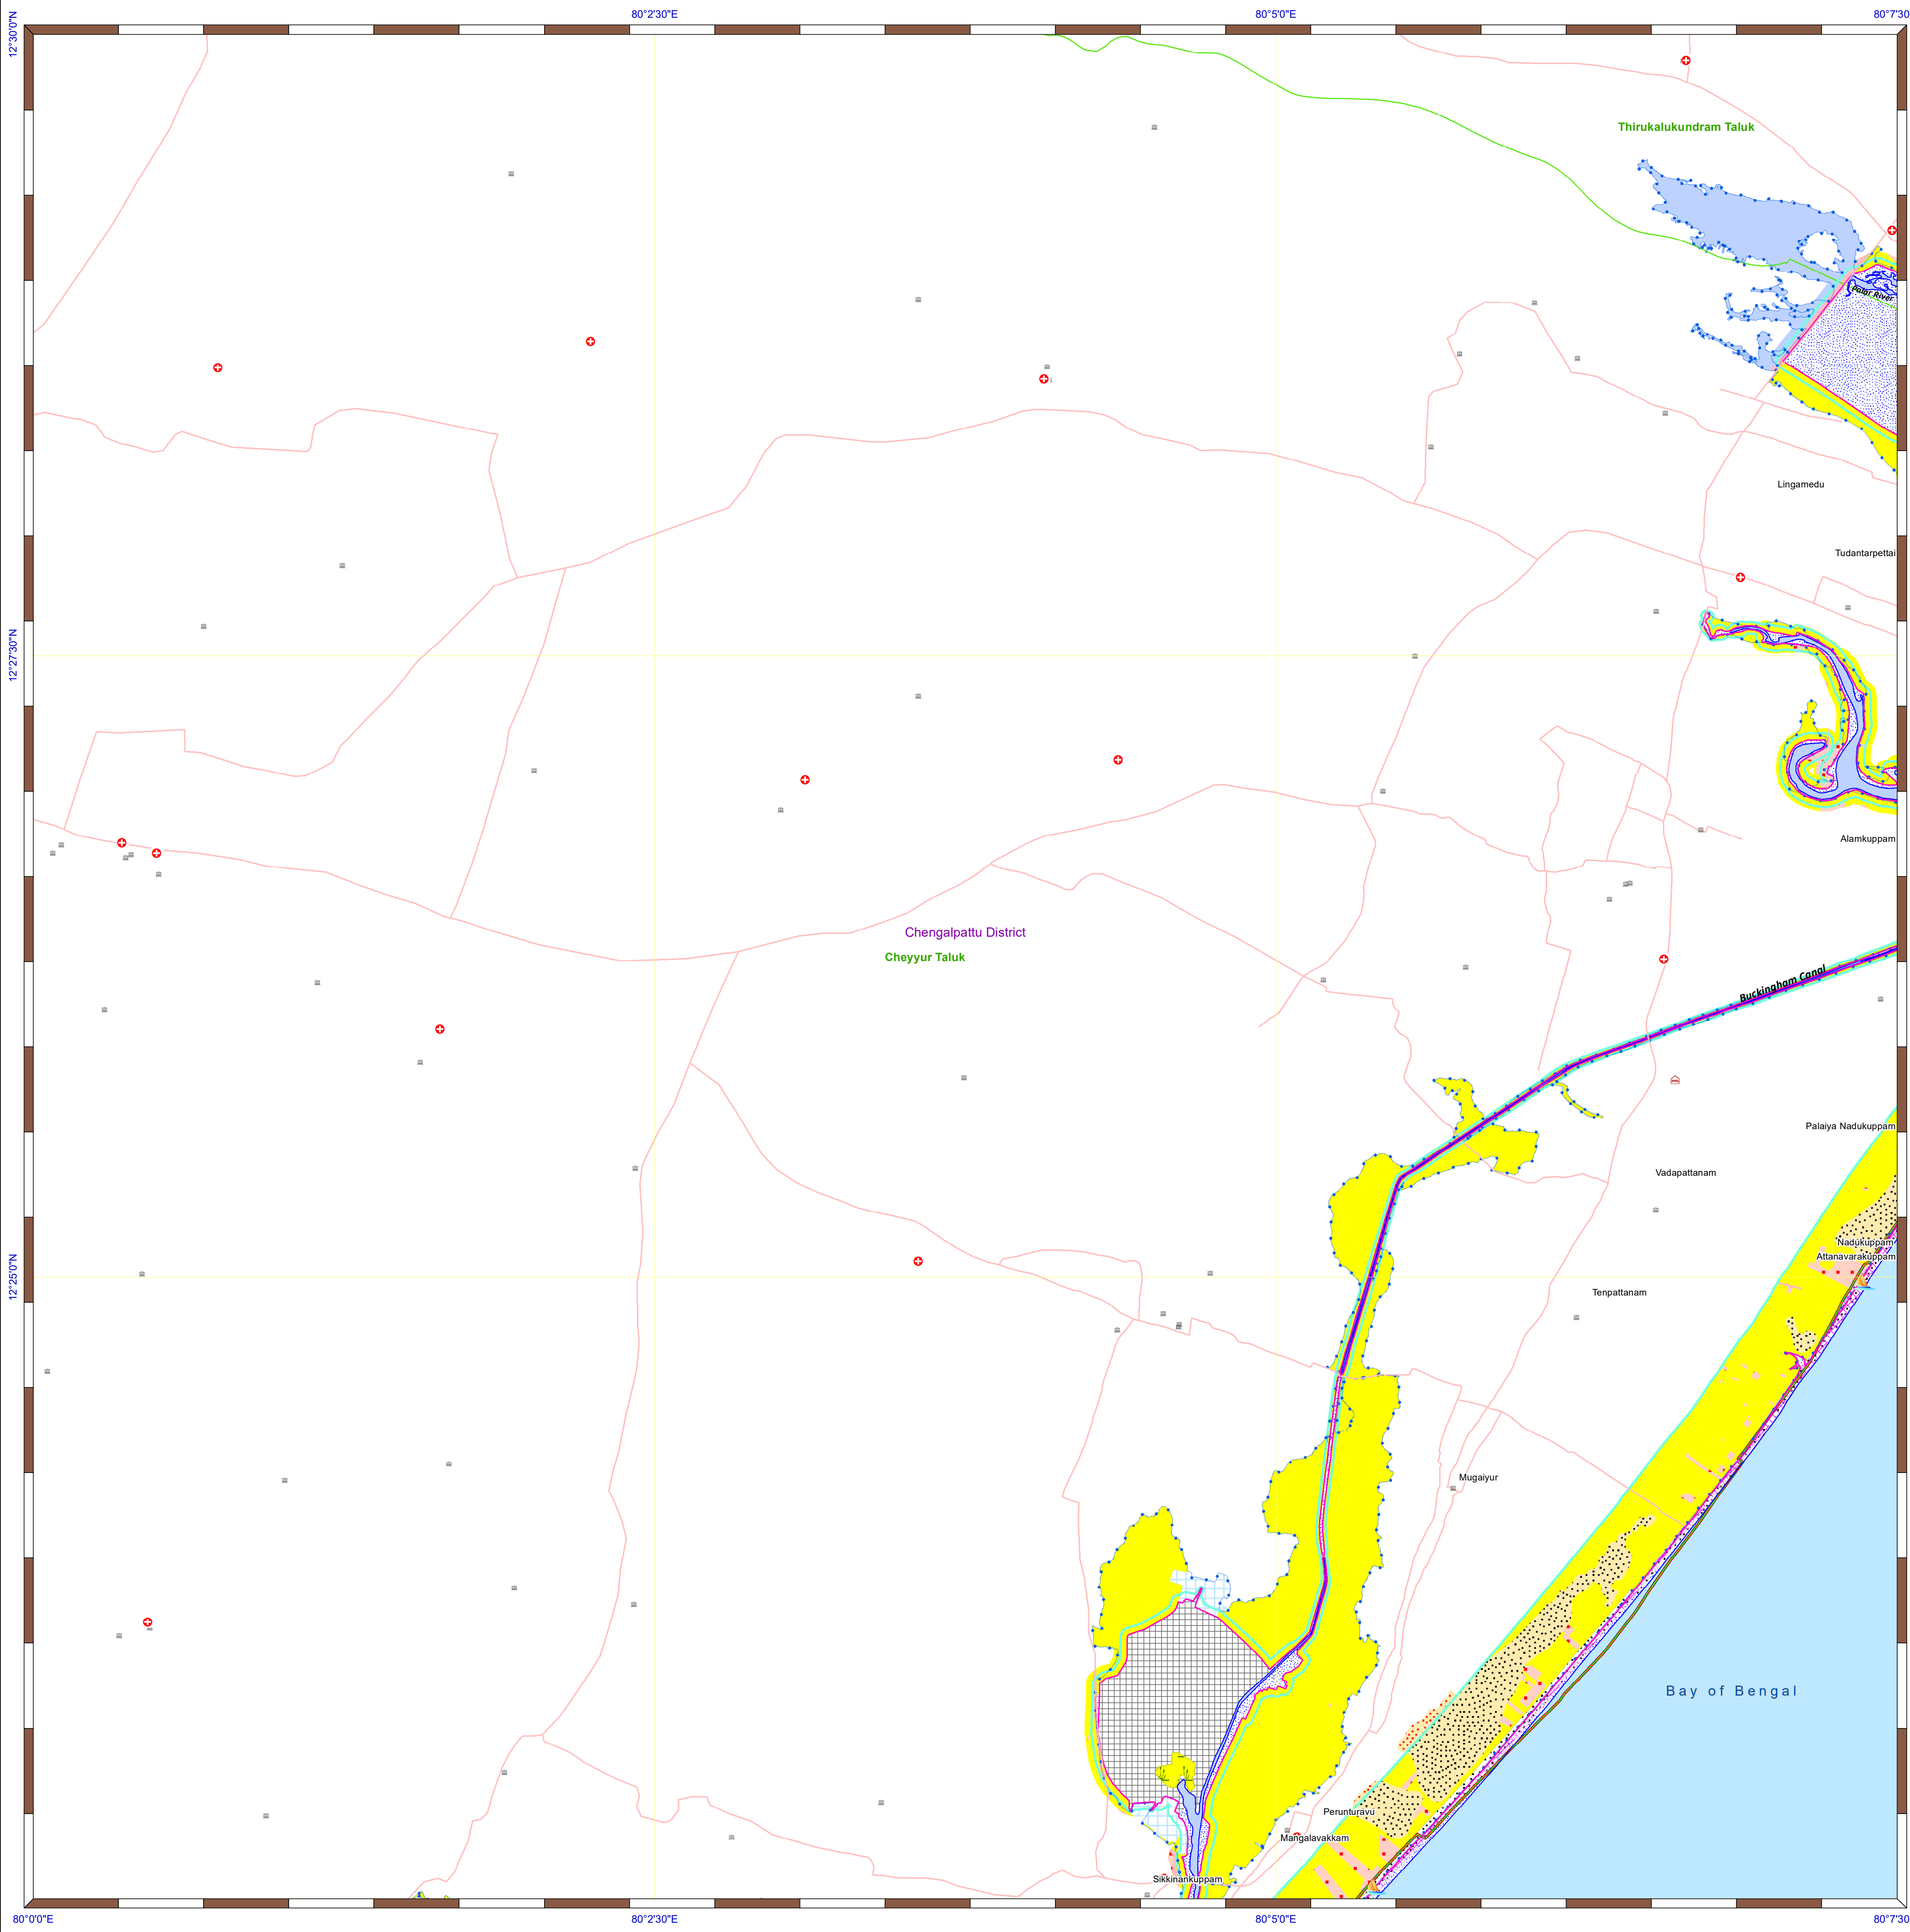 80°2'30"E
80°5'0"E
80°7'30
12°30'0"N
Thirukalukundram Taluk
Palar River
Lingamedu
Tudantarpettai
12°27'30"N
Alamkuppam
Chengalpattu District
Cheyyur Taluk
Buckingham Canal
Palaiya Nadukuppam
Vadapattanam
Nadukuppam
Attanavarakuppam
12°25'0"N
Tenpattanam
Mugaiyur
Bay of Bengal
Perunturavu
Mangalavakkam
Sikkinankuppam
80°0'0"E
80°2'30"E
80°5'0"E
80°7'30